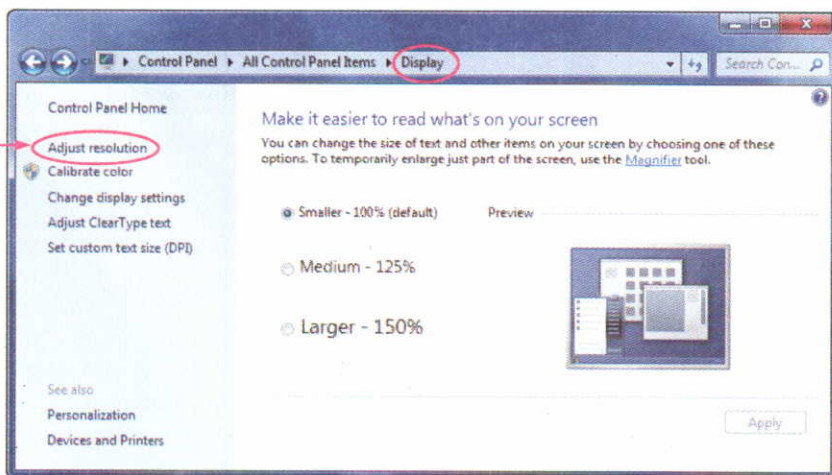 Control Panel All Control Panel Items Display Search Con...
Control Panel Home
Adjust resolution
Calibrate color
Change display settings
Adjust ClearType text
Set custom text size (DPI)
See also
Personalization
Devices and Printers
Make it easier to read what's on your screen
You can change the size of text and other items on your screen by choosing one of these
options. To temporarily enlarge just part of the screen, use the Magnifier tool.
Smaller - 100% (default) Preview
Medium - 125%
Larger - 150%
Apply